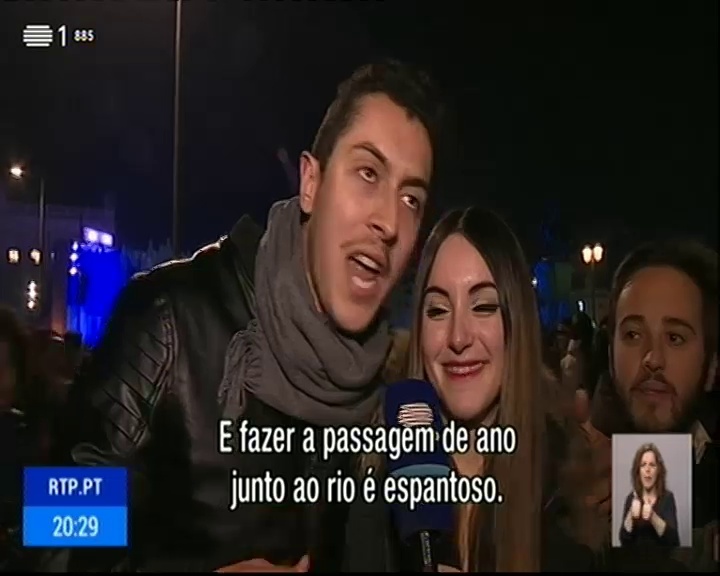 1 885
E fazer a passagem de ano
junto ao rio é espantoso.
RTP.PT
20:29